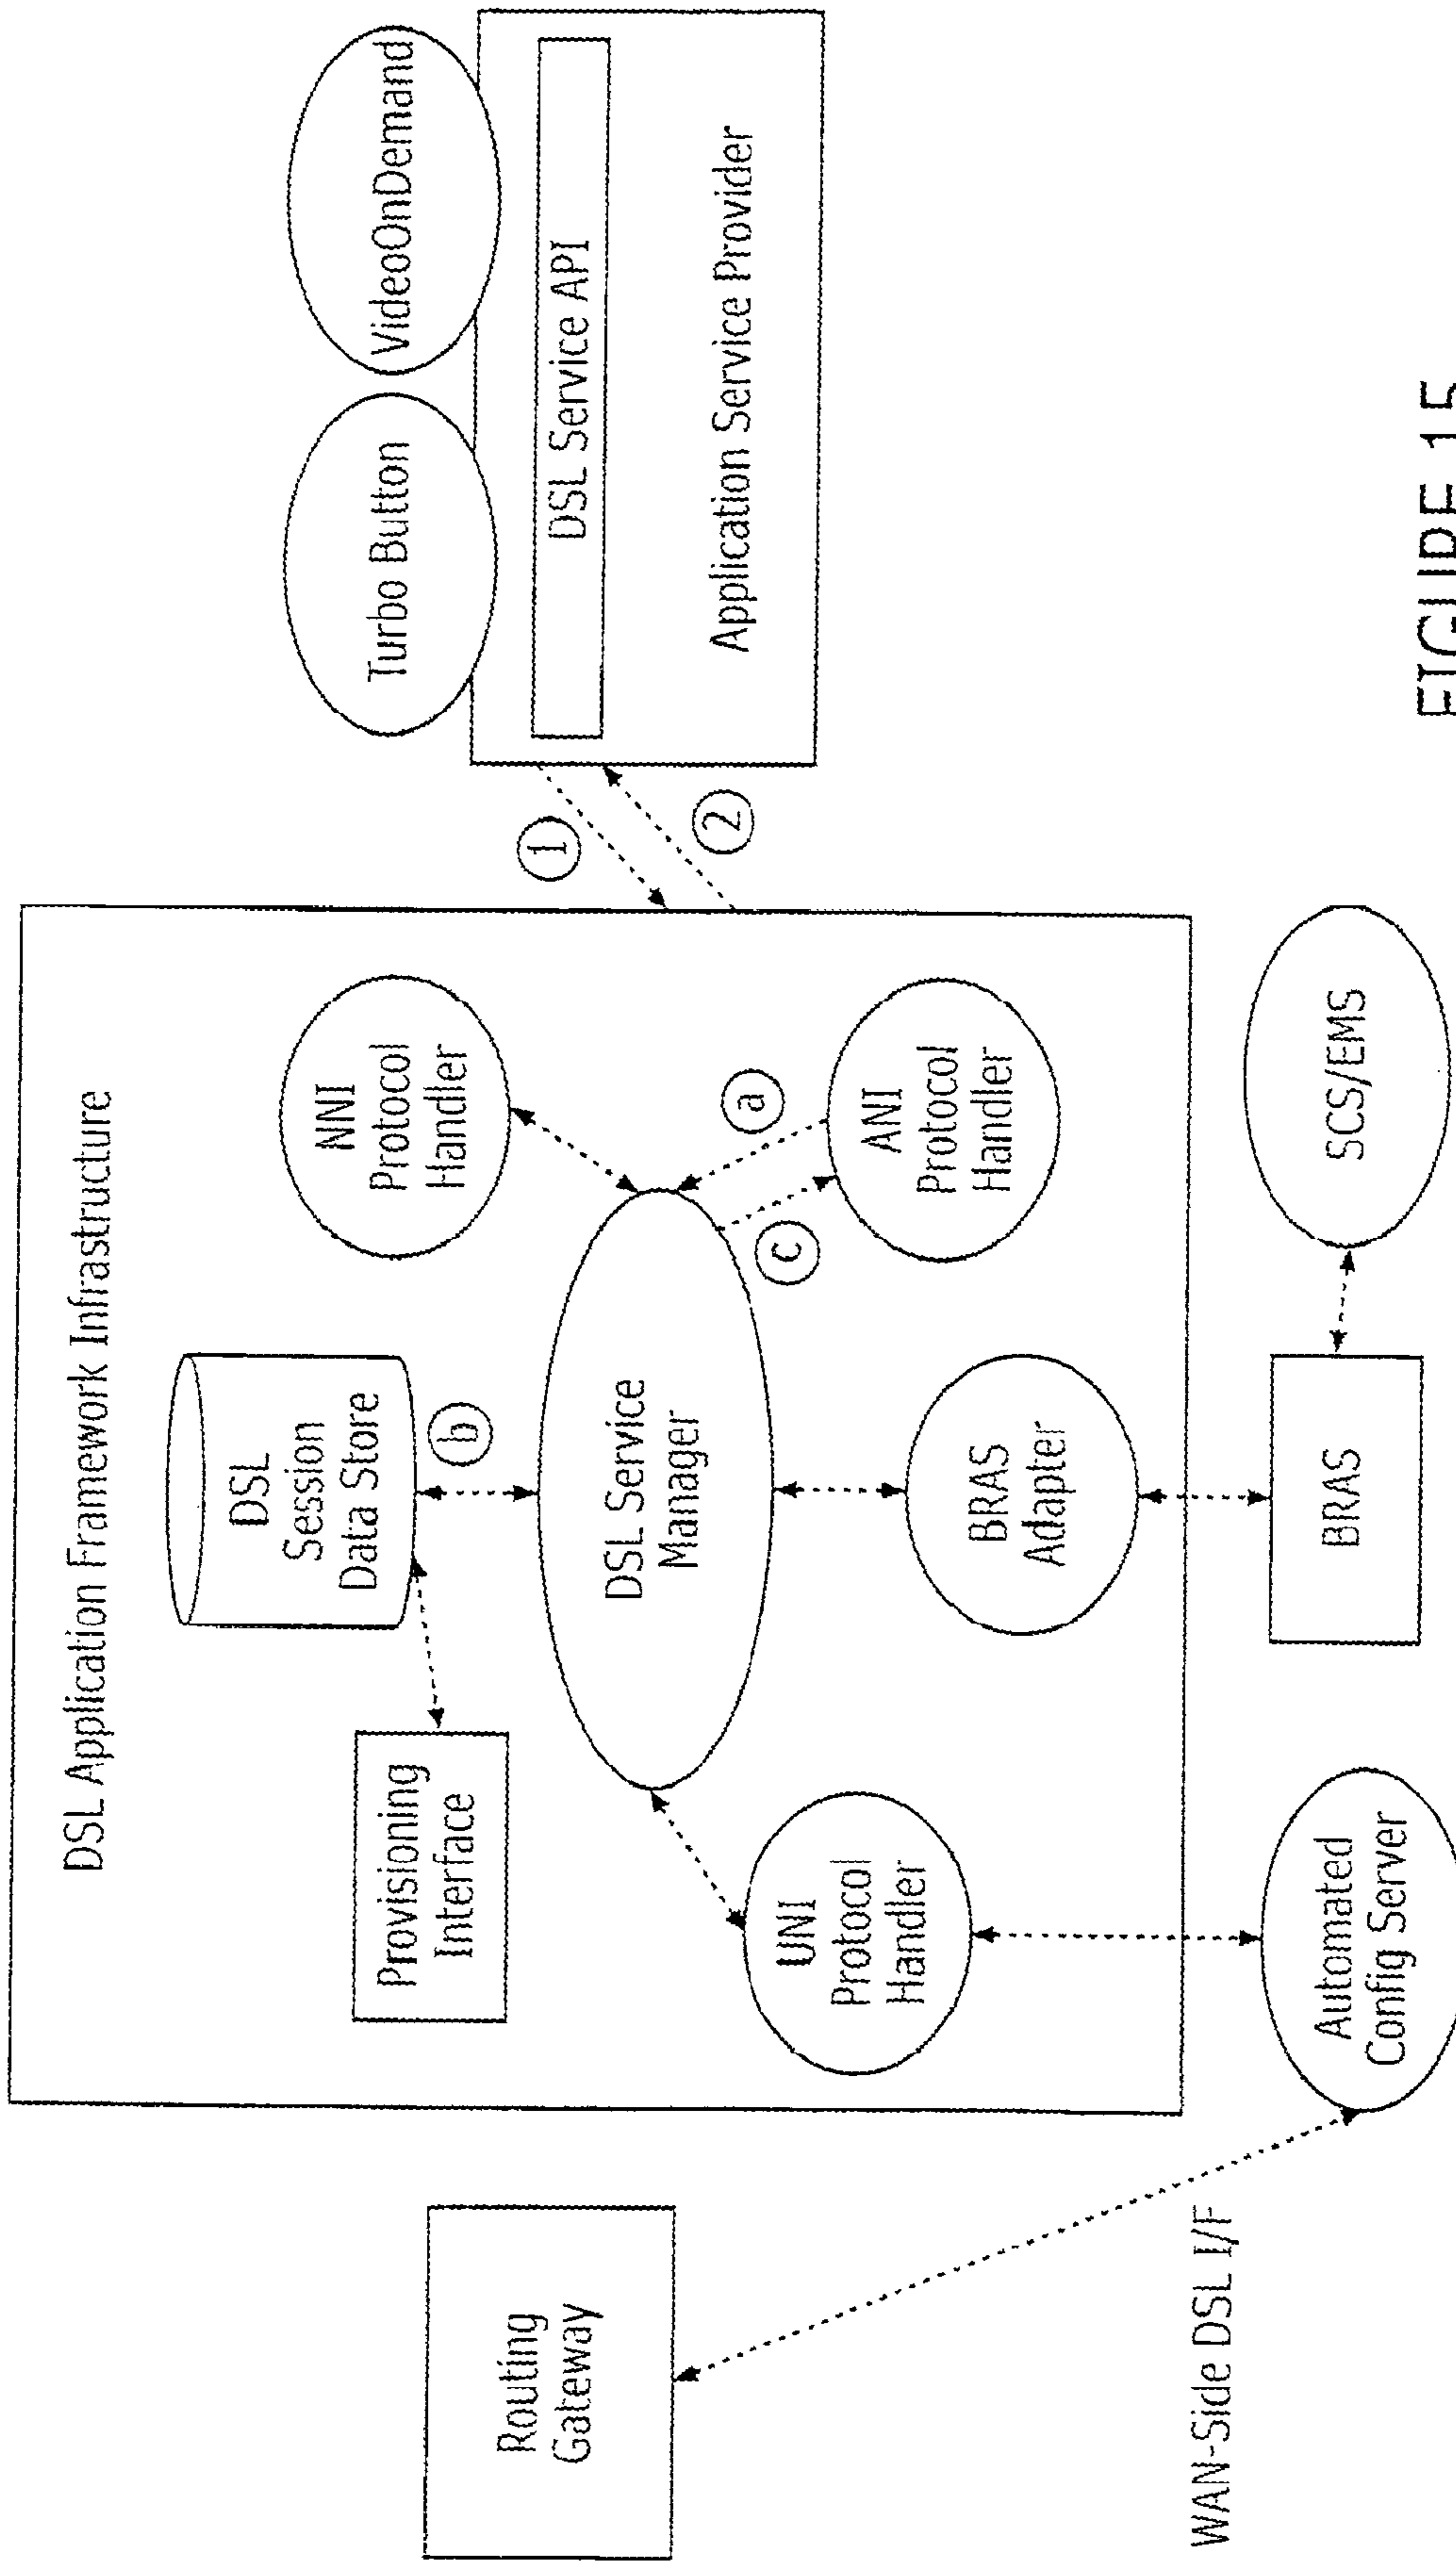 DSL Application Framework Infrastructure
Provisioning
Interface
DSL
Session
Data Store
b
NNI
Protocol
Handler
DSL Service
Manager
a
c
UNI
Protocol
Handler
BRAS
Adapter
ANI
Protocol
Handler
1
2
Turbo Button
VideoOnDemand
DSL Service API
Application Service Provider
Routing
Gateway
WAN-Side DSL I/F
Automated
Config Server
BRAS
SCS/EMS
FIGURE 15